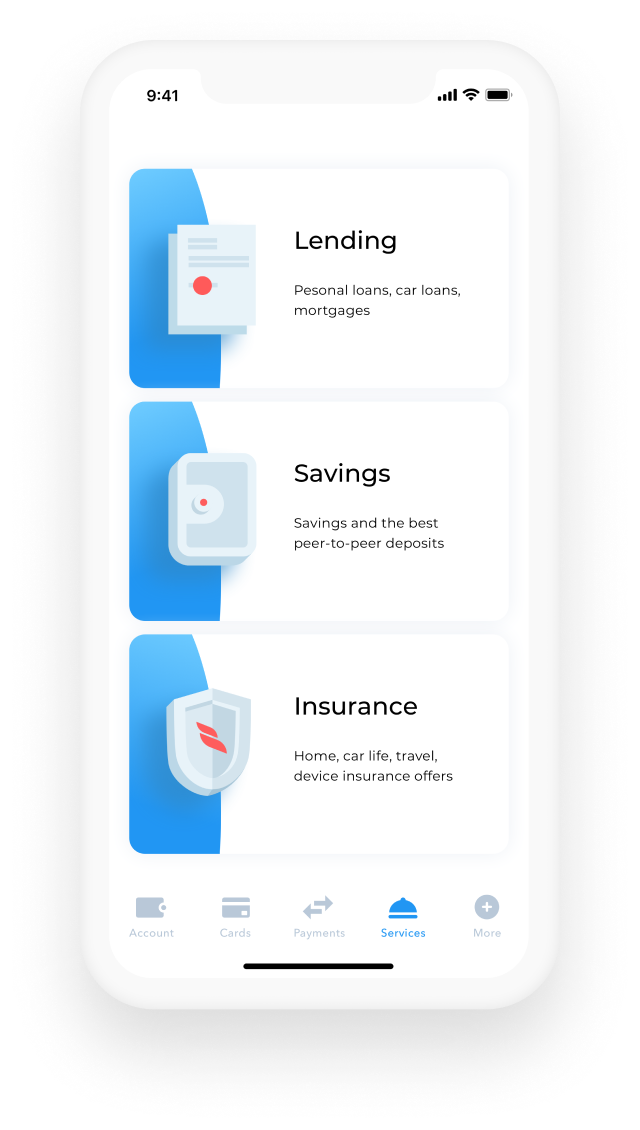 9:41
Lending
Pesonal loans, car loans,
mortgages
Savings
Savings and the best
peer-to-peer deposits
Insurance
Home, car life, travel,
device insurance offers
Account Cards Payments Services More